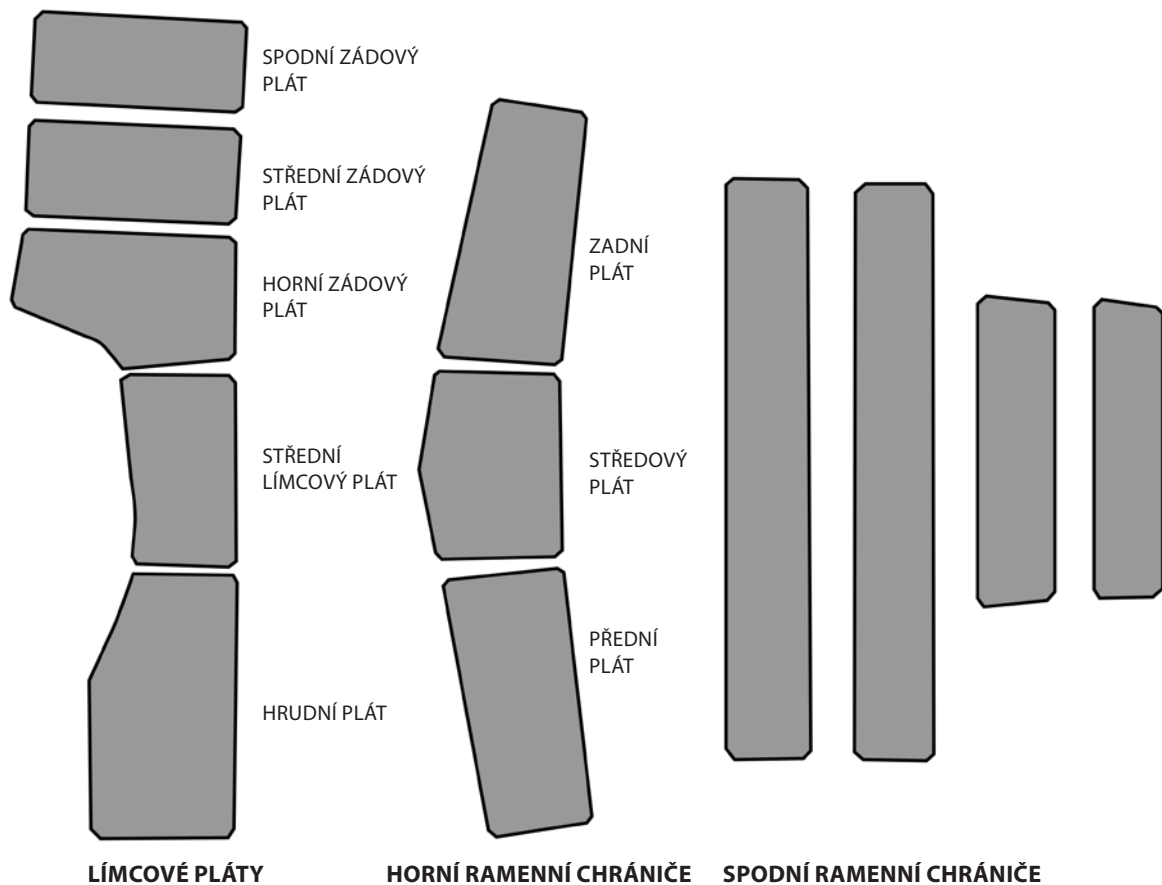 SPODNÍ ZÁDOVÝ
PLÁT
STŘEDNÍ ZÁDOVÝ
PLÁT
HORNÍ ZÁDOVÝ
PLÁT
STŘEDNÍ
LÍMCOVÝ PLÁT
HRUDNÍ PLÁT
ZADNÍ
PLÁT
STŘEDOVÝ
PLÁT
PŘEDNÍ
PLÁT
LÍMCOVÉ PLÁTY
HORNÍ RAMENNÍ CHRÁNIČE
SPODNÍ RAMENNÍ CHRÁNIČE